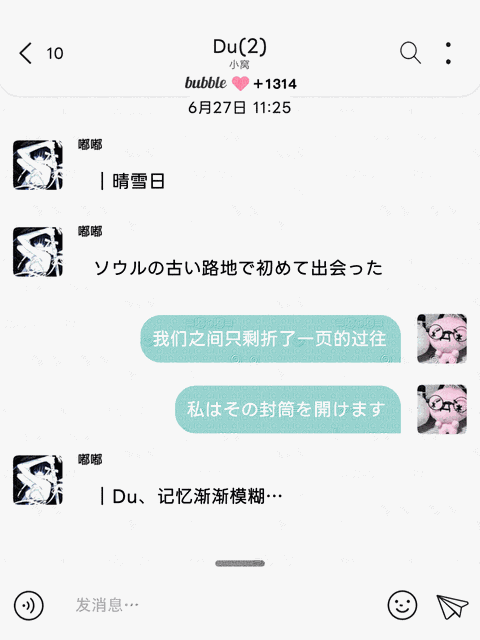 10
Du(2)
小窝
bubble +1314
6月27日 11:25
嘟嘟
| 晴雪日
嘟嘟
ソウルの古い路地で初めて出会った
我们之间只剩折了一页的过往
私はその封筒を開けます
嘟嘟
| Du、记忆渐渐模糊…
发消息…